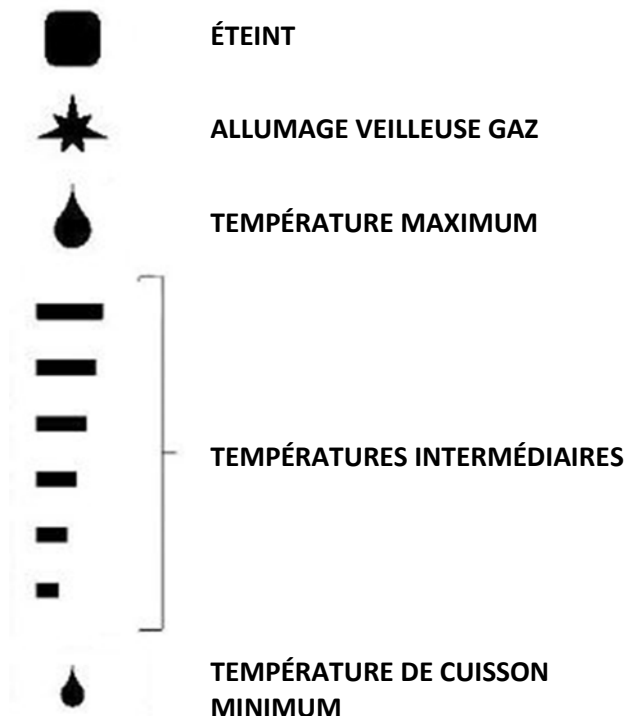 ÉTEINT
ALLUMAGE VEILLEUSE GAZ
TEMPÉRATURE MAXIMUM
TEMPÉRATURES INTERMÉDIAIRES
TEMPÉRATURE DE CUISSON
MINIMUM